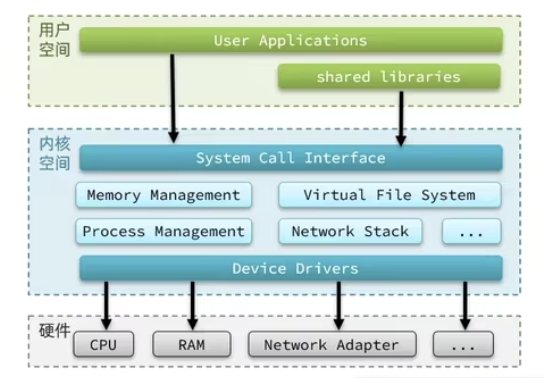 用户
空间
User Applications
shared libraries
内核
空间
System Call Interface
Memory Management
Virtual File System
Process Management
Network Stack
...
Device Drivers
硬件
CPU
RAM
Network Adapter
...